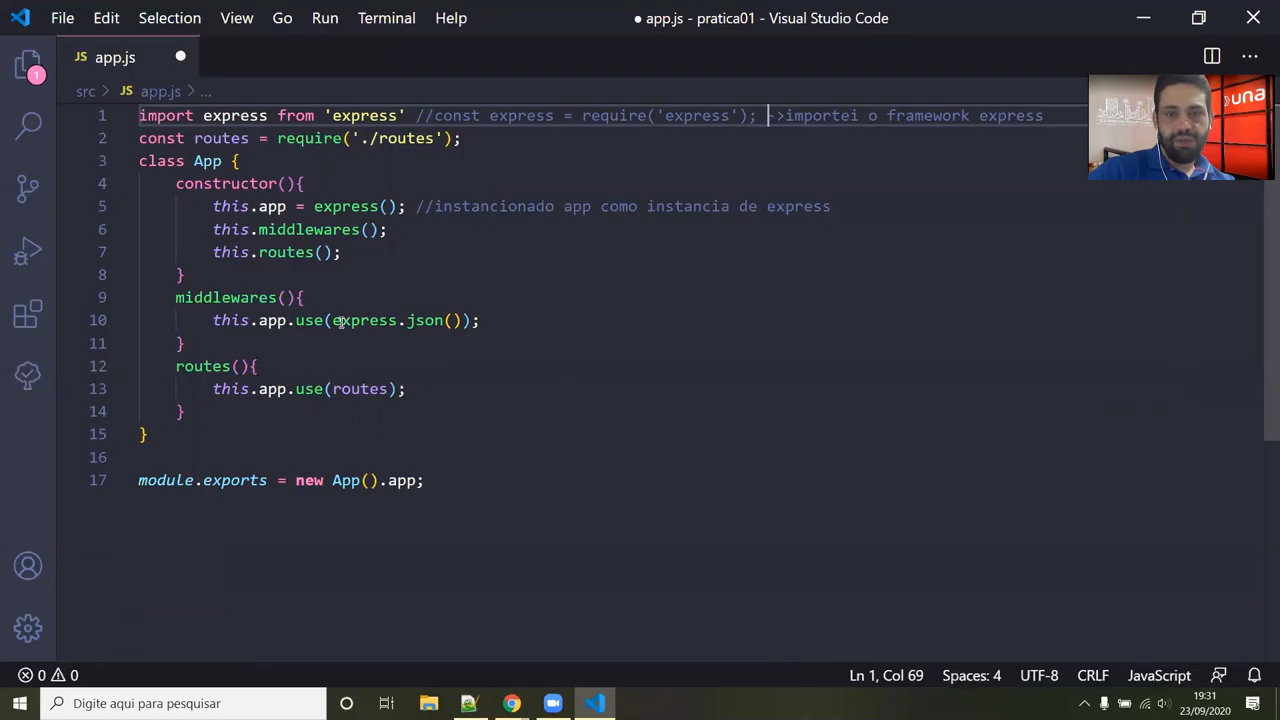 File Edit Selection View Go Run Terminal Help
● app.js - pratica01 - Visual Studio Code
JS app.js ●
src > JS app.js > ...
1 import express from 'express' //const express = require('express'); ->importei o framework express
2 const routes = require('./routes');
3 class App {
4 constructor(){
5 this.app = express(); //instancionado app como instancia de express
6 this.middlewares();
7 this.routes();
8 }
9 middlewares(){
10 this.app.use(express.json());
11 }
12 routes(){
13 this.app.use(routes);
14 }
15 }
16
17 module.exports = new App().app;
1
una
0 0
Ln 1, Col 69 Spaces: 4 UTF-8 CRLF JavaScript
Digite aqui para pesquisar
19:31
23/09/2020